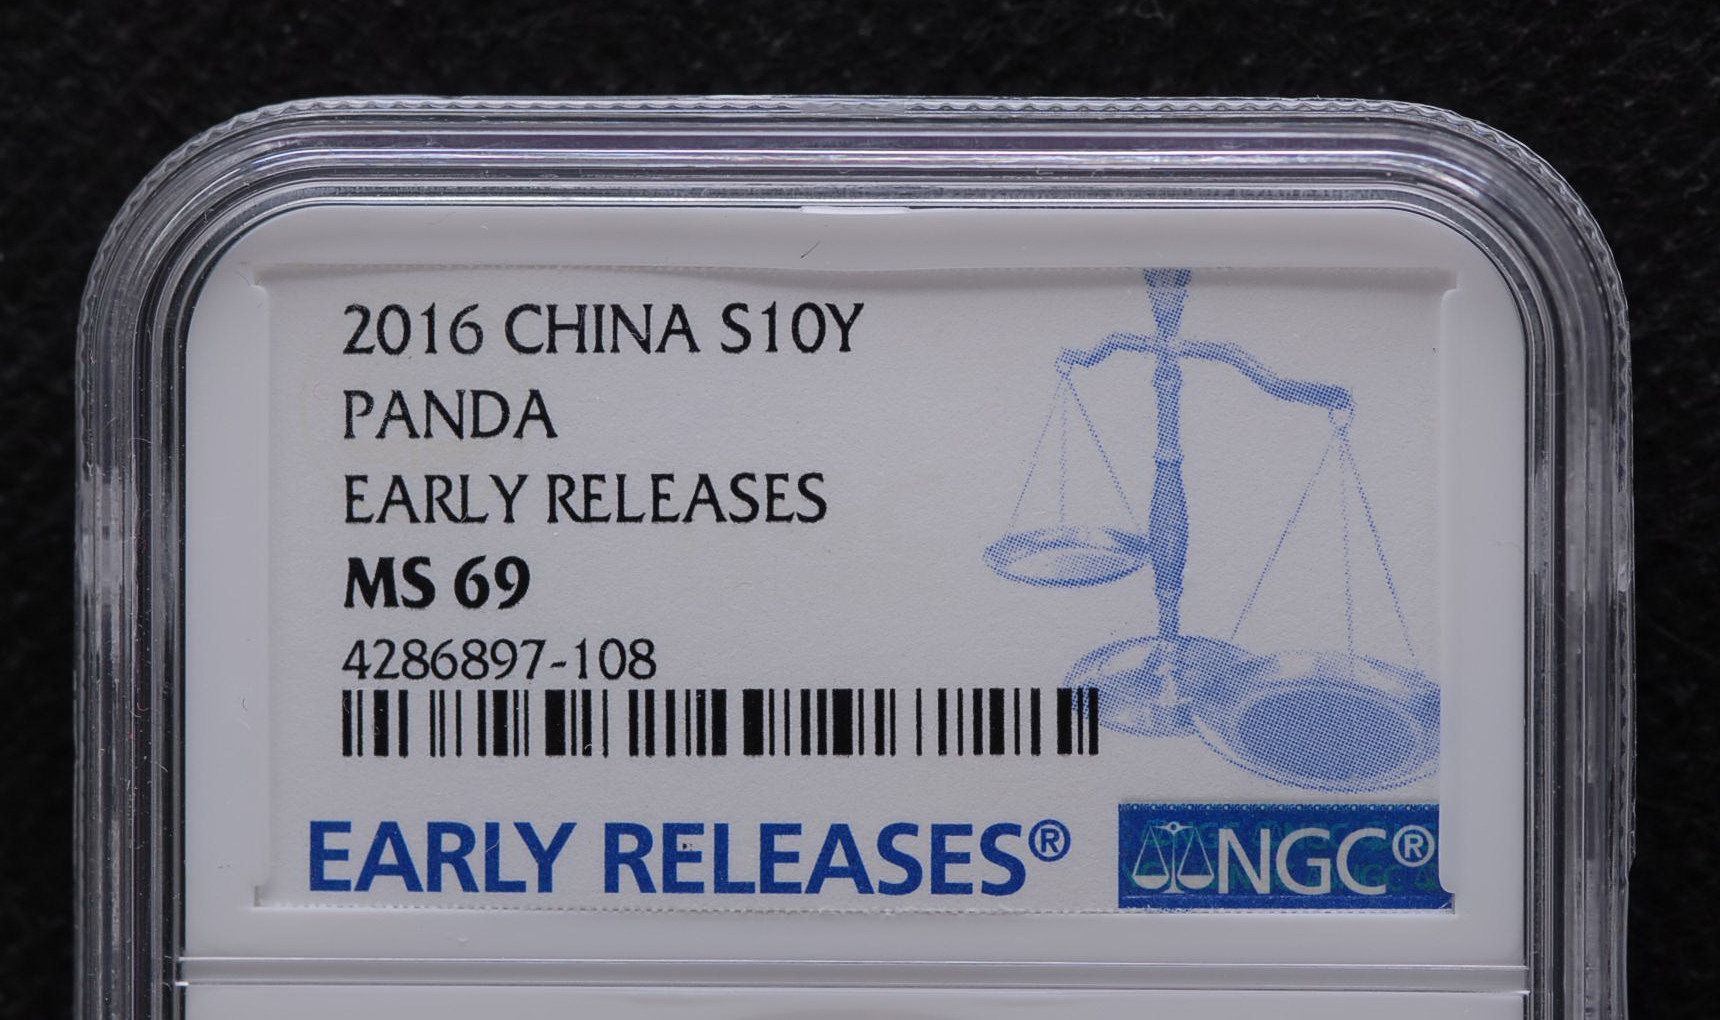 2016 CHINA S10Y
PANDA
EARLY RELEASES
MS 69
4286897-108
EARLY RELEASES®
NGC®